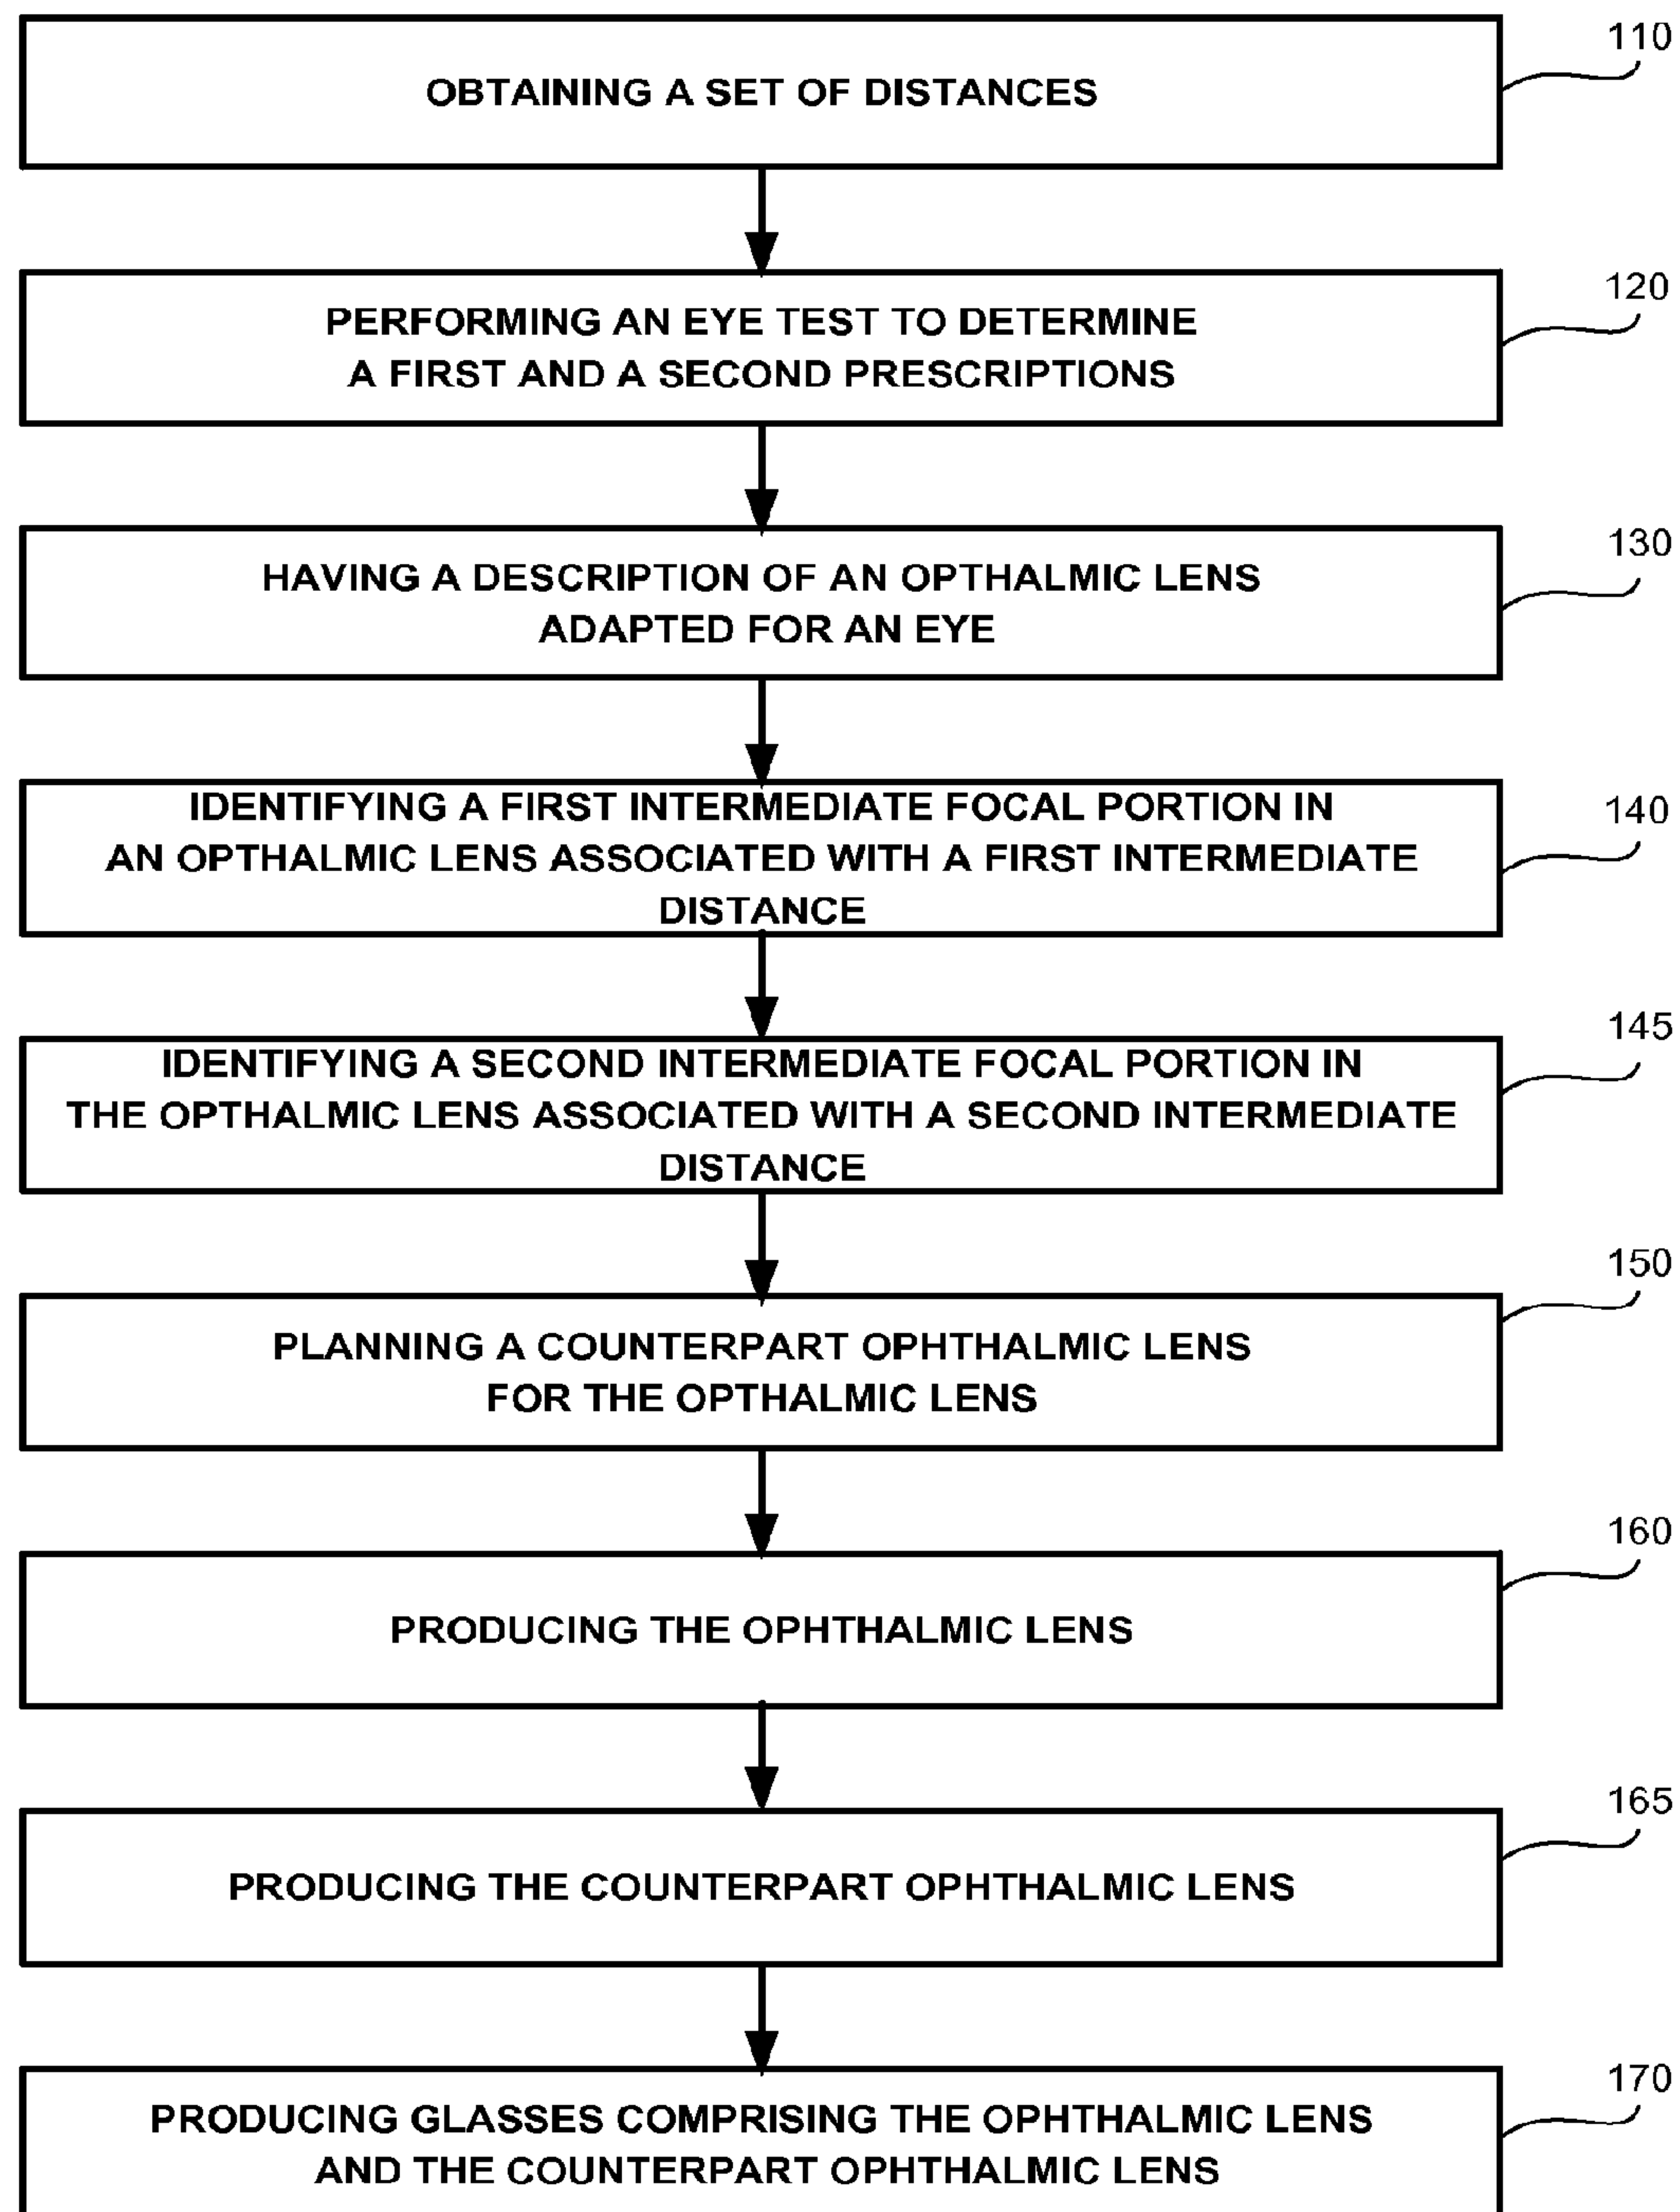 110
OBTAINING A SET OF DISTANCES
120
PERFORMING AN EYE TEST TO DETERMINE
A FIRST AND A SECOND PRESCRIPTIONS
130
HAVING A DESCRIPTION OF AN OPTHALMIC LENS
ADAPTED FOR AN EYE
140
IDENTIFYING A FIRST INTERMEDIATE FOCAL PORTION IN
AN OPTHALMIC LENS ASSOCIATED WITH A FIRST INTERMEDIATE
DISTANCE
145
IDENTIFYING A SECOND INTERMEDIATE FOCAL PORTION IN
THE OPTHALMIC LENS ASSOCIATED WITH A SECOND INTERMEDIATE
DISTANCE
150
PLANNING A COUNTERPART OPHTHALMIC LENS
FOR THE OPTHALMIC LENS
160
PRODUCING THE OPHTHALMIC LENS
165
PRODUCING THE COUNTERPART OPHTHALMIC LENS
170
PRODUCING GLASSES COMPRISING THE OPHTHALMIC LENS
AND THE COUNTERPART OPHTHALMIC LENS